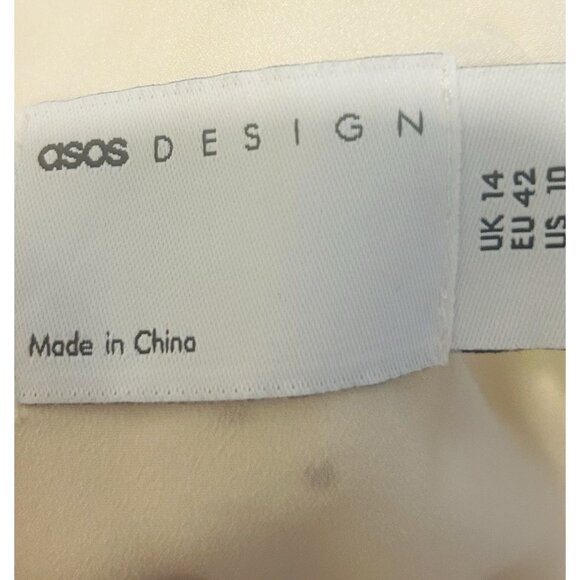 asos DESIGN
Made in China
UK 14
EU 42
US 10